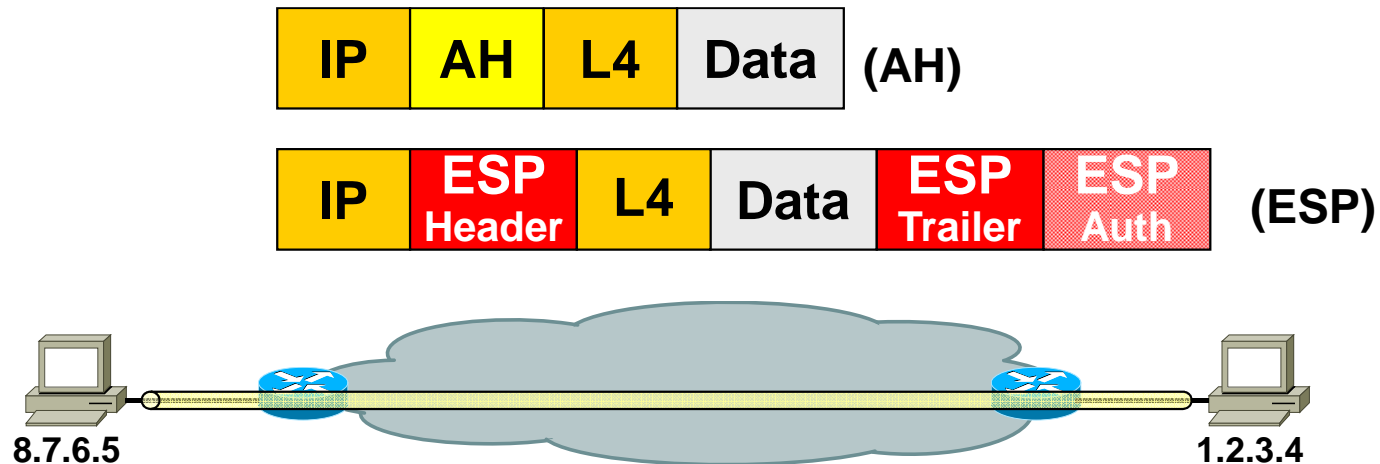 IP AH L4 Data (AH)
IP ESP Header L4 Data ESP Trailer ESP Auth (ESP)
8.7.6.5 1.2.3.4